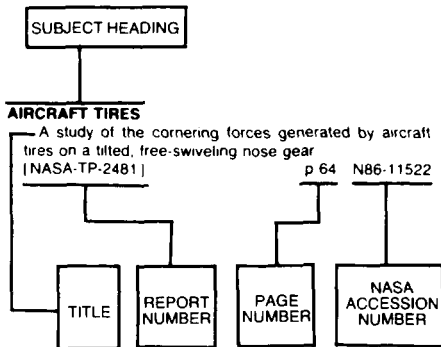 SUBJECT HEADING
AIRCRAFT TIRES
A study of the cornering forces generated by aircraft
tires on a tilted, free-swiveling nose gear
[NASA-TP-2481] p 64 N86-11522
TITLE
REPORT
NUMBER
PAGE
NUMBER
NASA
ACCESSION
NUMBER